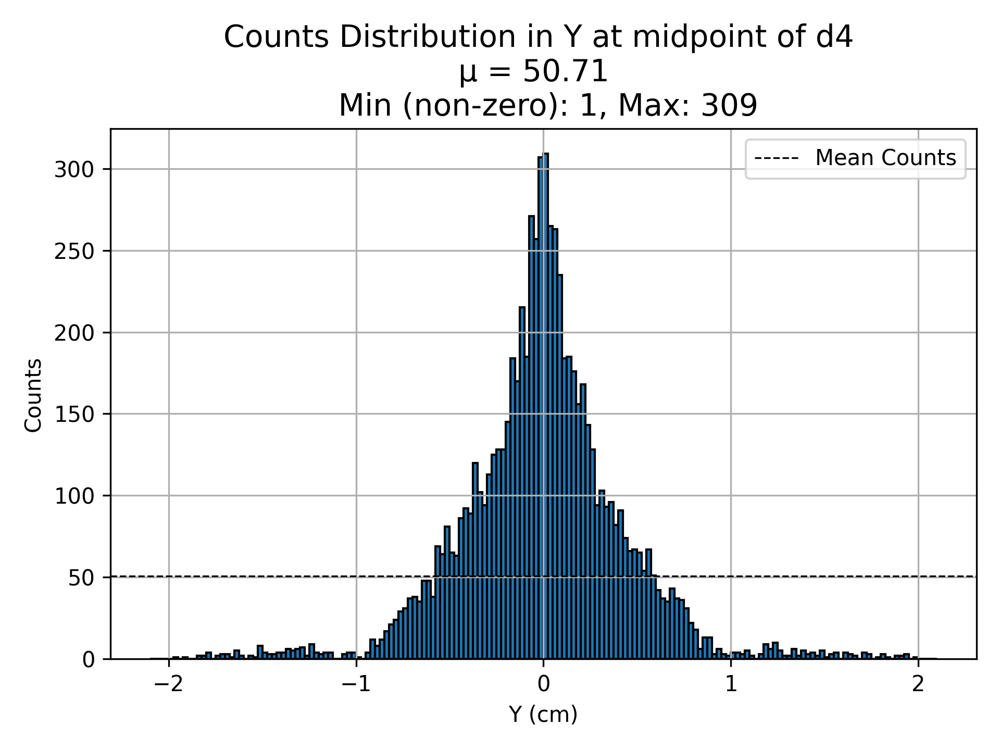 Counts Distribution in Y at midpoint of d4
μ = 50.71
Min (non-zero): 1, Max: 309
Mean Counts
300
250
200
150
100
50
0
Counts
−2
−1
0
1
2
Y (cm)